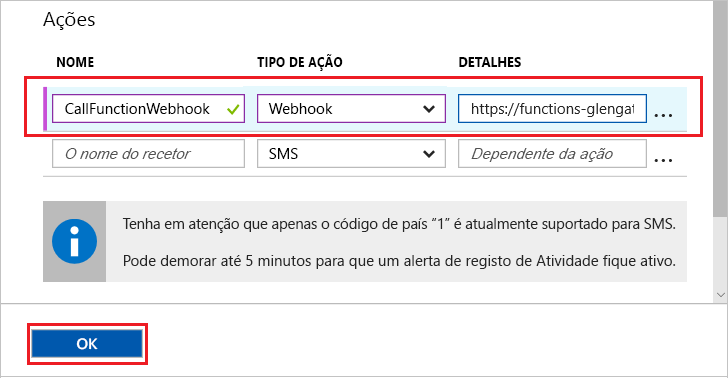 Ações
NOME TIPO DE AÇÃO DETALHES
CallFunctionWebhook Webhook https://functions-glengat ...
O nome do recetor SMS Dependente da ação ...
Tenha em atenção que apenas o código de país “1” é atualmente suportado para SMS.
Pode demorar até 5 minutos para que um alerta de registo de Atividade fique ativo.
OK